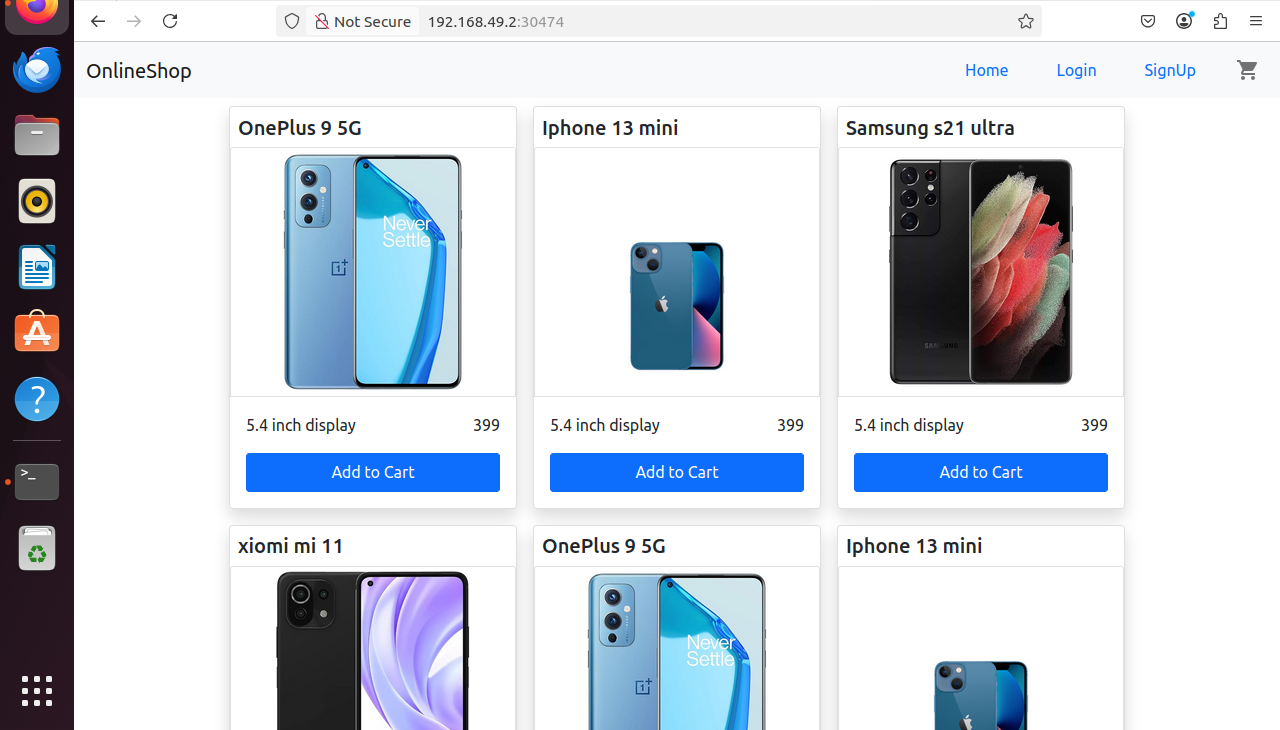 Not Secure 192.168.49.2:30474
OnlineShop Home Login SignUp
OnePlus 9 5G
Never
Settle
5.4 inch display 399
Add to Cart
Iphone 13 mini
5.4 inch display 399
Add to Cart
Samsung s21 ultra
SAMSUNG
5.4 inch display 399
Add to Cart
xiomi mi 11
OnePlus 9 5G
Never
Settle
Iphone 13 mini